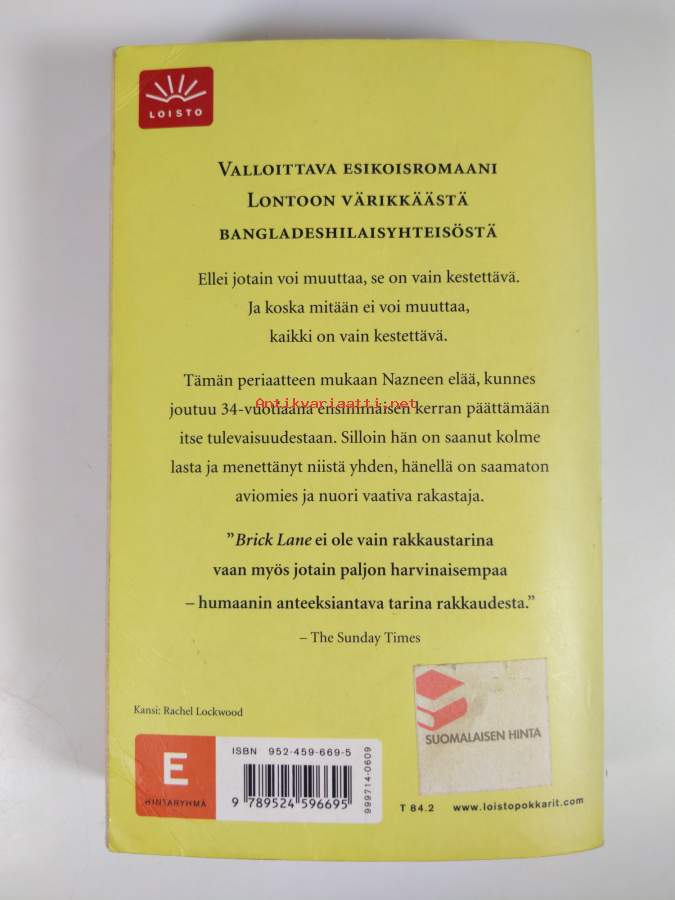 LOISTO
VALLOITTAVA ESIKOISROMAANI
LONTOON VÄRIKKÄÄSTÄ
BANGLADESHILAISYHTEISÖSTÄ
Ellei jotain voi muuttaa, se on vain kestettävä.
Ja koska mitään ei voi muuttaa,
kaikki on vain kestettävä.
Tämän periaatteen mukaan Nazneen elää, kunnes
Antikvariaatti.net
joutuu 34-vuotiaana ensimmäisen kerran päättämään
itse tulevaisuudestaan. Silloin hän on saanut kolme
lasta ja menettänyt niistä yhden, hänellä on saamaton
aviomies ja nuori vaativa rakastaja.
”Brick Lane ei ole vain rakkaustarina
vaan myös jotain paljon harvinaisempaa
– humaanin anteeksiantava tarina rakkaudesta.”
– The Sunday Times
Kansi: Rachel Lockwood
SUOMALAISEN HINTA
E
HINTARYHMÄ
ISBN 952-459-669-5
9 789524 596695
999714-0609
T 84.2 www.loistopokkarit.com